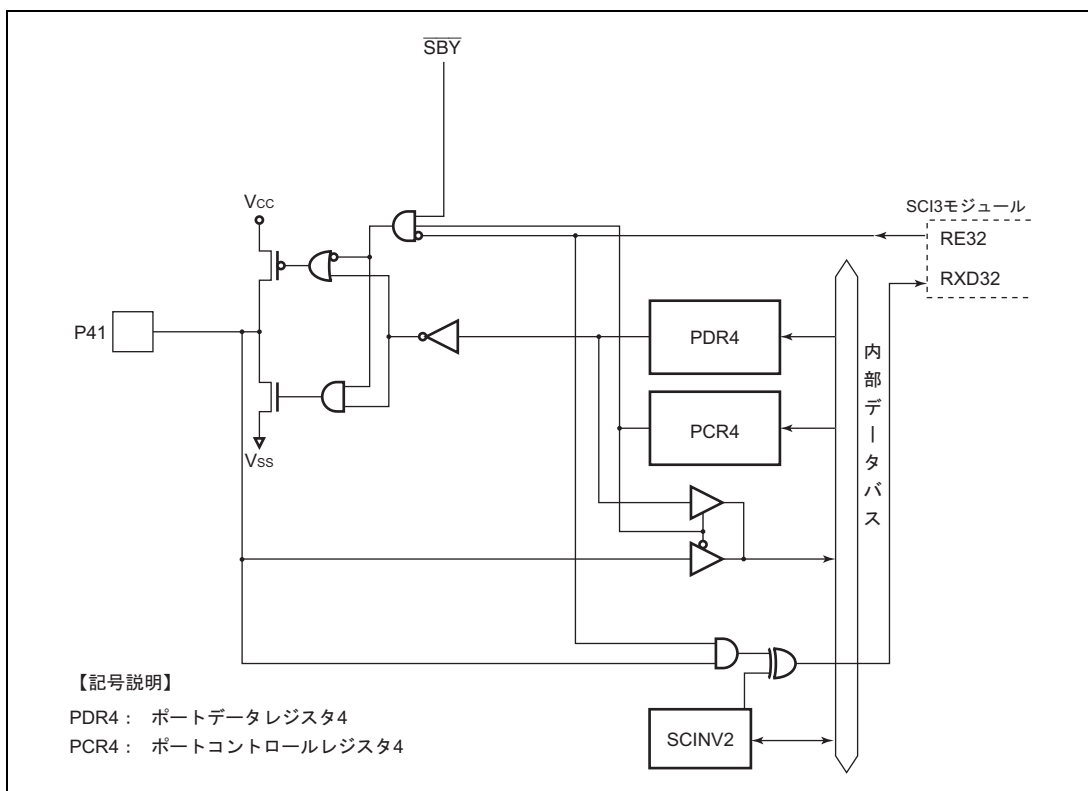 SBY
VCC
SCI3モジュール
RE32
RXD32
P41
PDR4
内部データバス
PCR4
VSS
【記号説明】
PDR4： ポートデータレジスタ4
PCR4： ポートコントロールレジスタ4
SCINV2